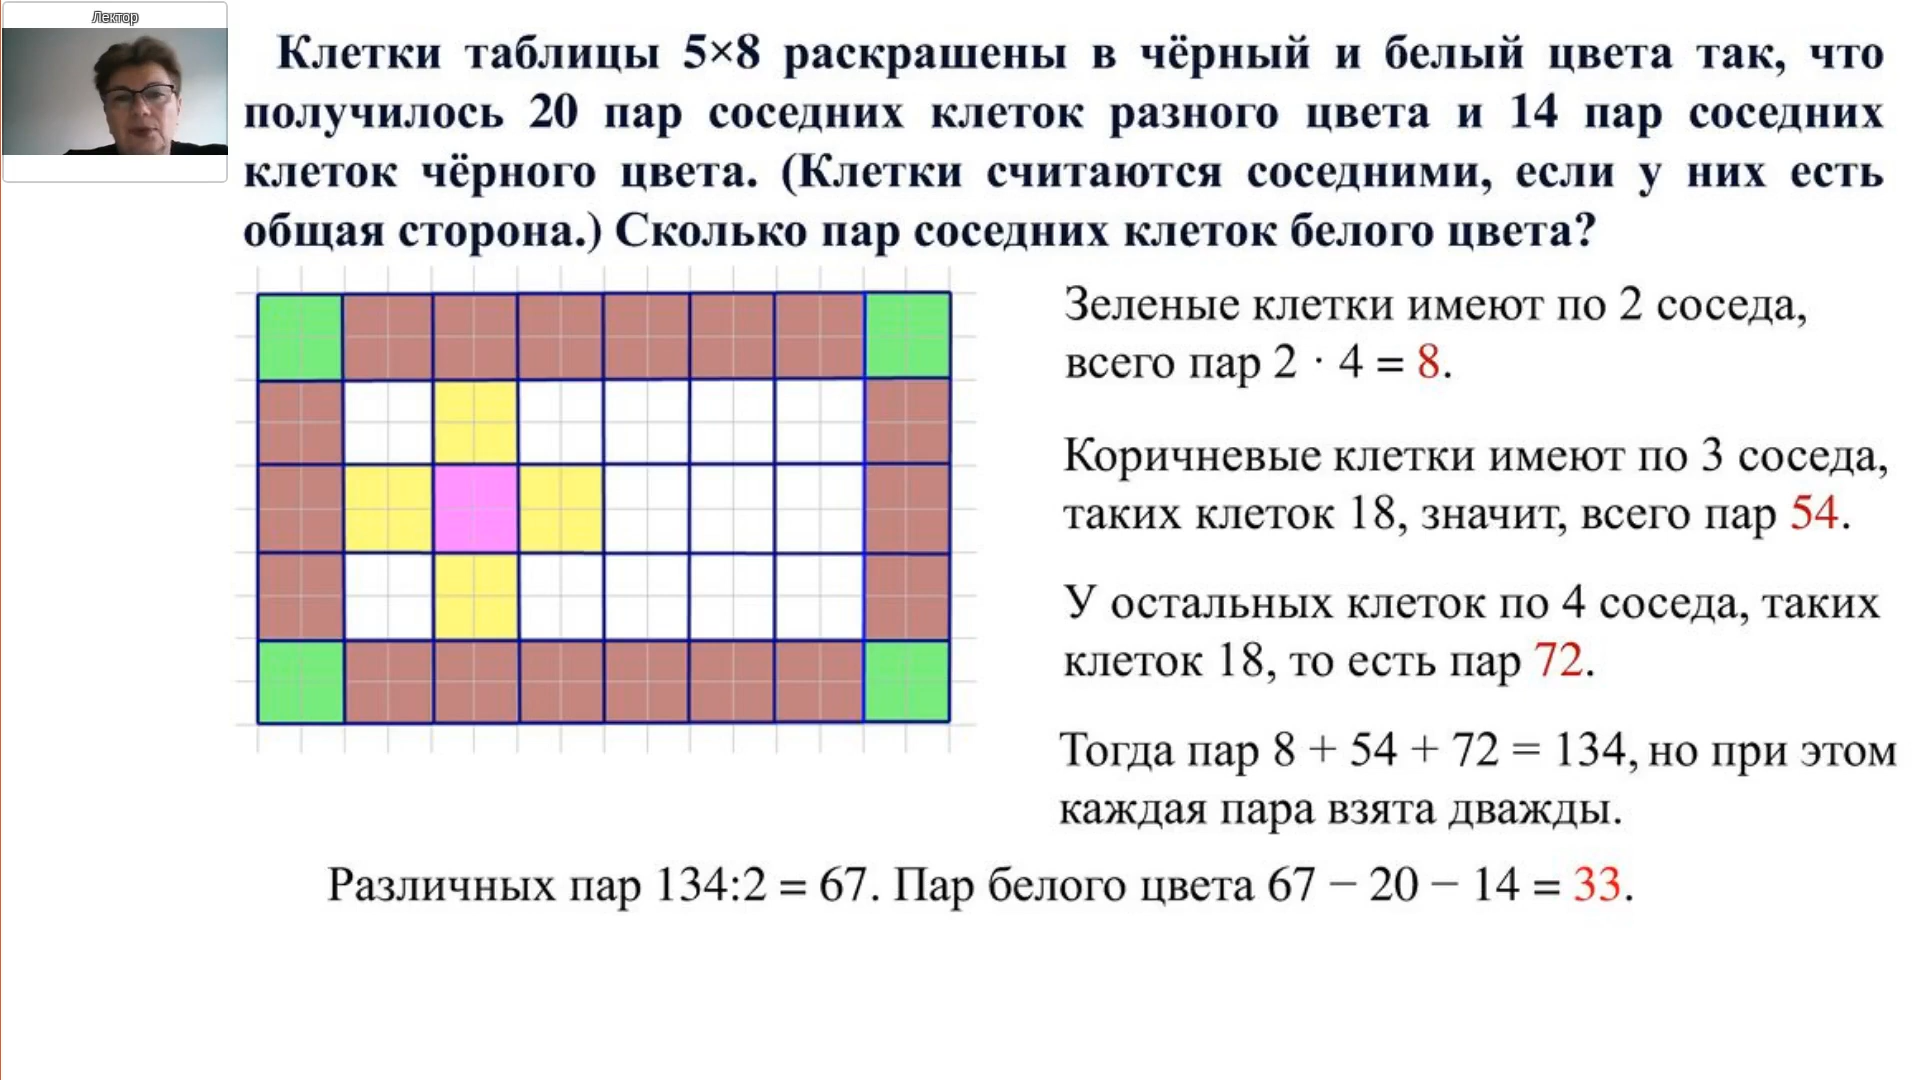 Лектор
Клетки таблицы 5×8 раскрашены в чёрный и белый цвета так, что
получилось 20 пар соседних клеток разного цвета и 14 пар соседних
клеток чёрного цвета. (Клетки считаются соседними, если у них есть
общая сторона.) Сколько пар соседних клеток белого цвета?
Зеленые клетки имеют по 2 соседа,
всего пар 2 · 4 = 8.
Коричневые клетки имеют по 3 соседа,
таких клеток 18, значит, всего пар 54.
У остальных клеток по 4 соседа, таких
клеток 18, то есть пар 72.
Тогда пар 8 + 54 + 72 = 134, но при этом
каждая пара взята дважды.
Различных пар 134:2 = 67. Пар белого цвета 67 − 20 − 14 = 33.